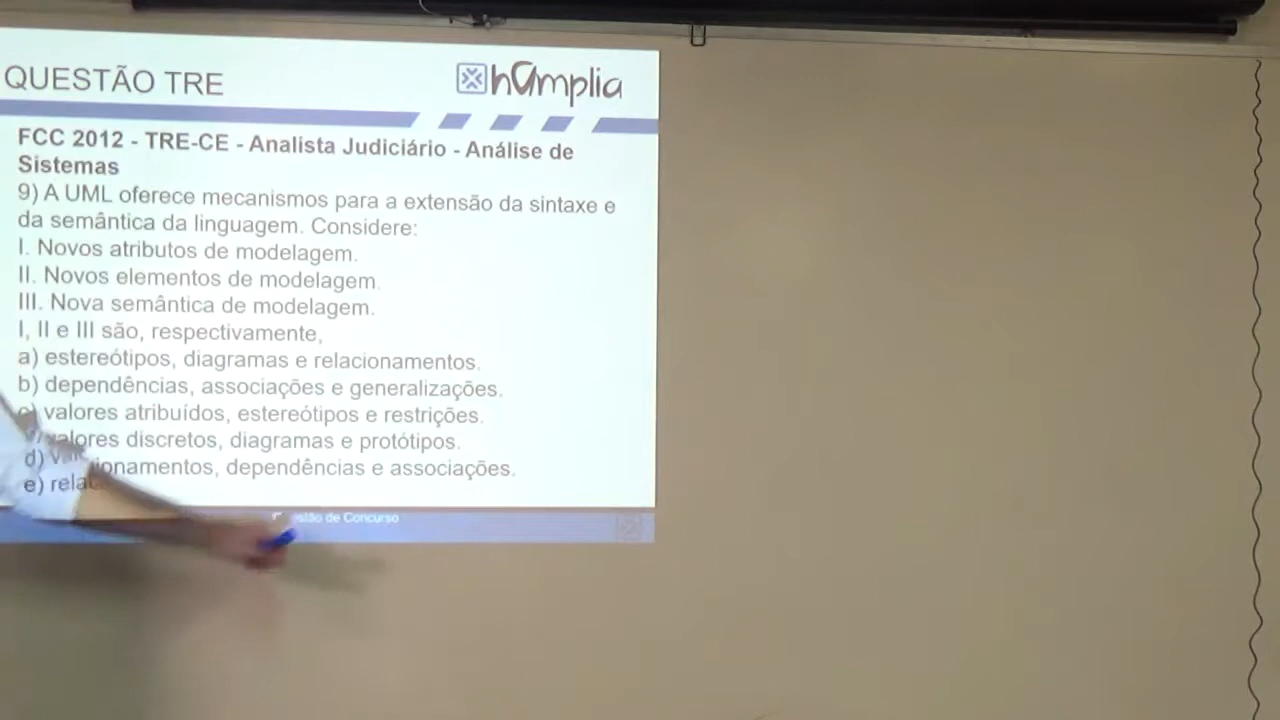 QUESTÃO TRE
hAmplia
FCC 2012 - TRE-CE - Analista Judiciário - Análise de
Sistemas
9) A UML oferece mecanismos para a extensão da sintaxe e
da semântica da linguagem. Considere:
I. Novos atributos de modelagem.
II. Novos elementos de modelagem.
III. Nova semântica de modelagem.
I, II e III são, respectivamente,
a) estereótipos, diagramas e relacionamentos.
b) dependências, associações e generalizações.
c) valores atribuídos, estereótipos e restrições.
d) valores discretos, diagramas e protótipos.
e) relacionamentos, dependências e associações.
de Concurso